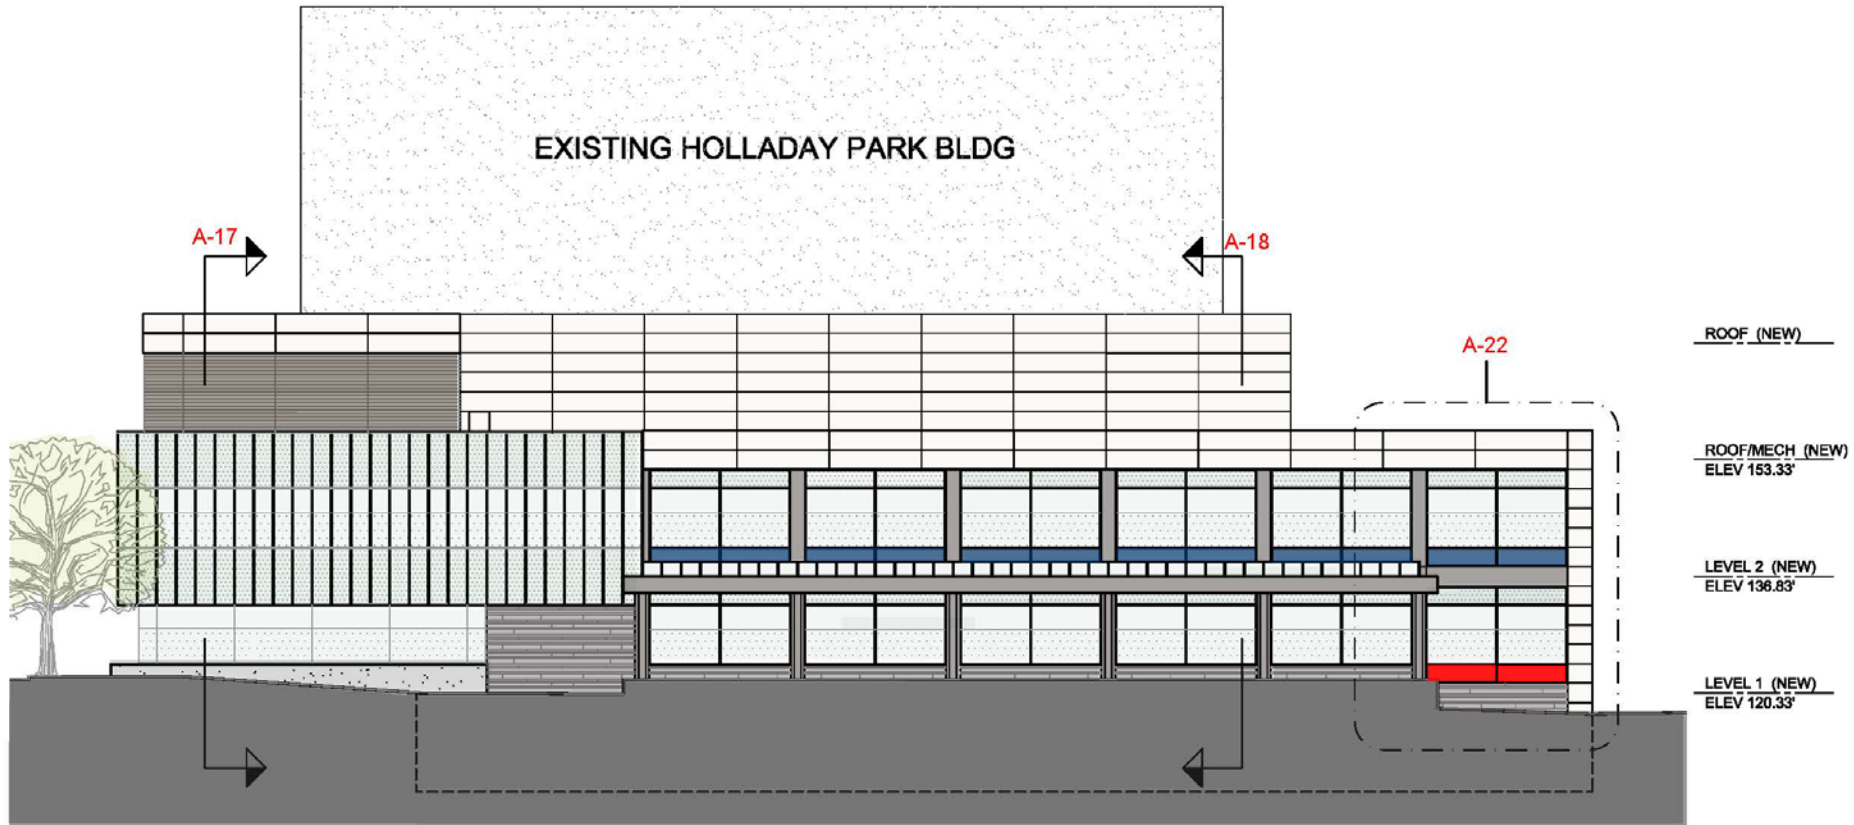 EXISTING HOLLADAY PARK BLDG
A-17
A-18
A-22
ROOF (NEW)
ROOF/MECH (NEW)
ELEV 153.33'
LEVEL 2 (NEW)
ELEV 136.83'
LEVEL 1 (NEW)
ELEV 120.33'